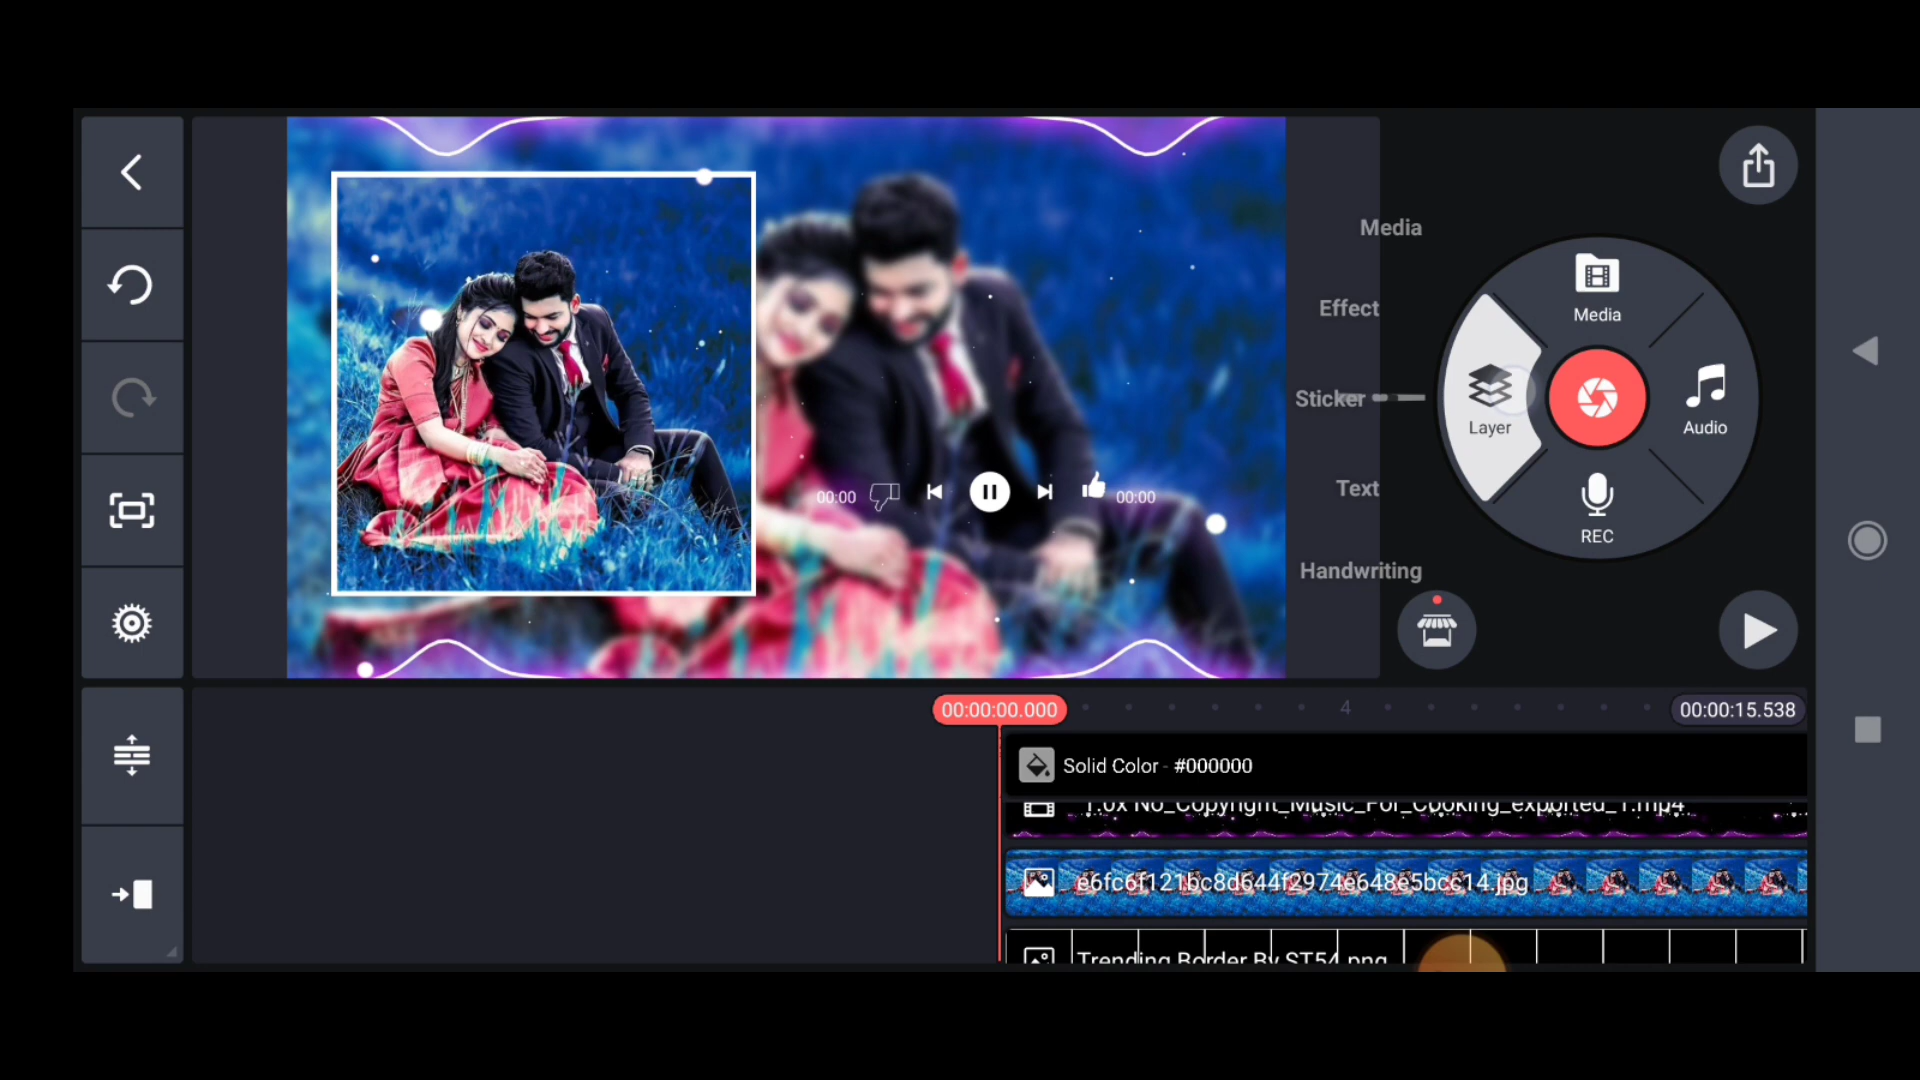 Media
Effect
Sticker
Text
Handwriting
Media
Layer
Audio
REC
00:00
00:00
00:00:00.000
4
00:00:15.538
Solid Color - #000000
1.0x No_Copyright_Music_For_Cooking_exported_1.mp4
e6fc6f121bc8d644f2974e648e5bcc14.jpg
Trending Border By ST54.png